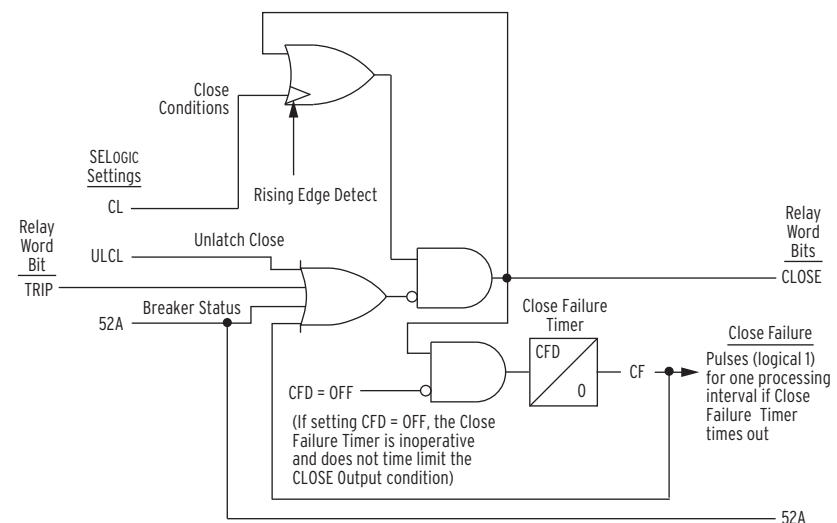 Close
Conditions
SELOGIC
Settings
CL
Rising Edge Detect
Relay
Word
Bit
TRIP
ULCL
Unlatch Close
Breaker Status
52A
Relay
Word
Bits
CLOSE
Close Failure
Timer
CFD
0
CF
Close Failure
Pulses (logical 1)
for one processing
interval if Close
Failure Timer
times out
CFD = OFF
(If setting CFD = OFF, the Close
Failure Timer is inoperative
and does not time limit the
CLOSE Output condition)
52A